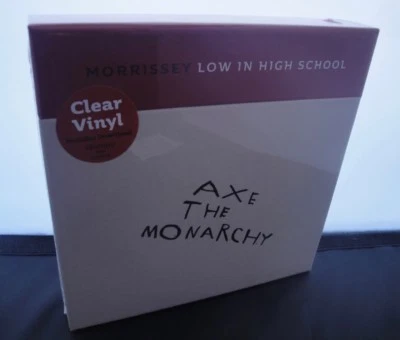 MORRISSEY LOW IN HIGH SCHOOL
Clear
Vinyl
AXE
THE
MONARCHY